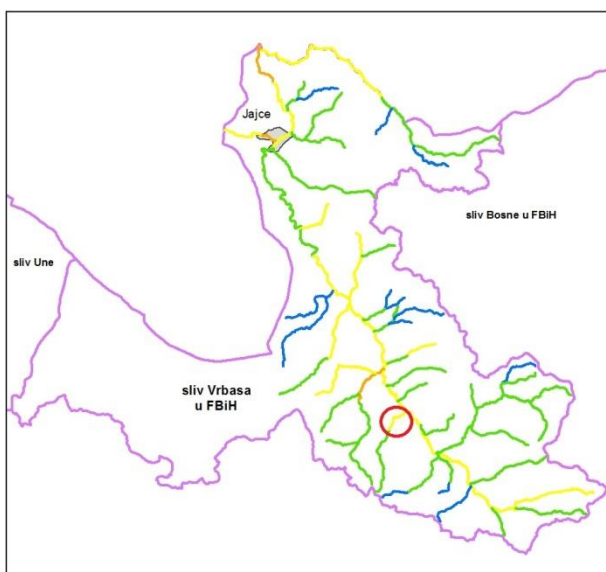 Jajce
sliv Bosne u FBiH
sliv Une
sliv Vrbasa
u FBiH